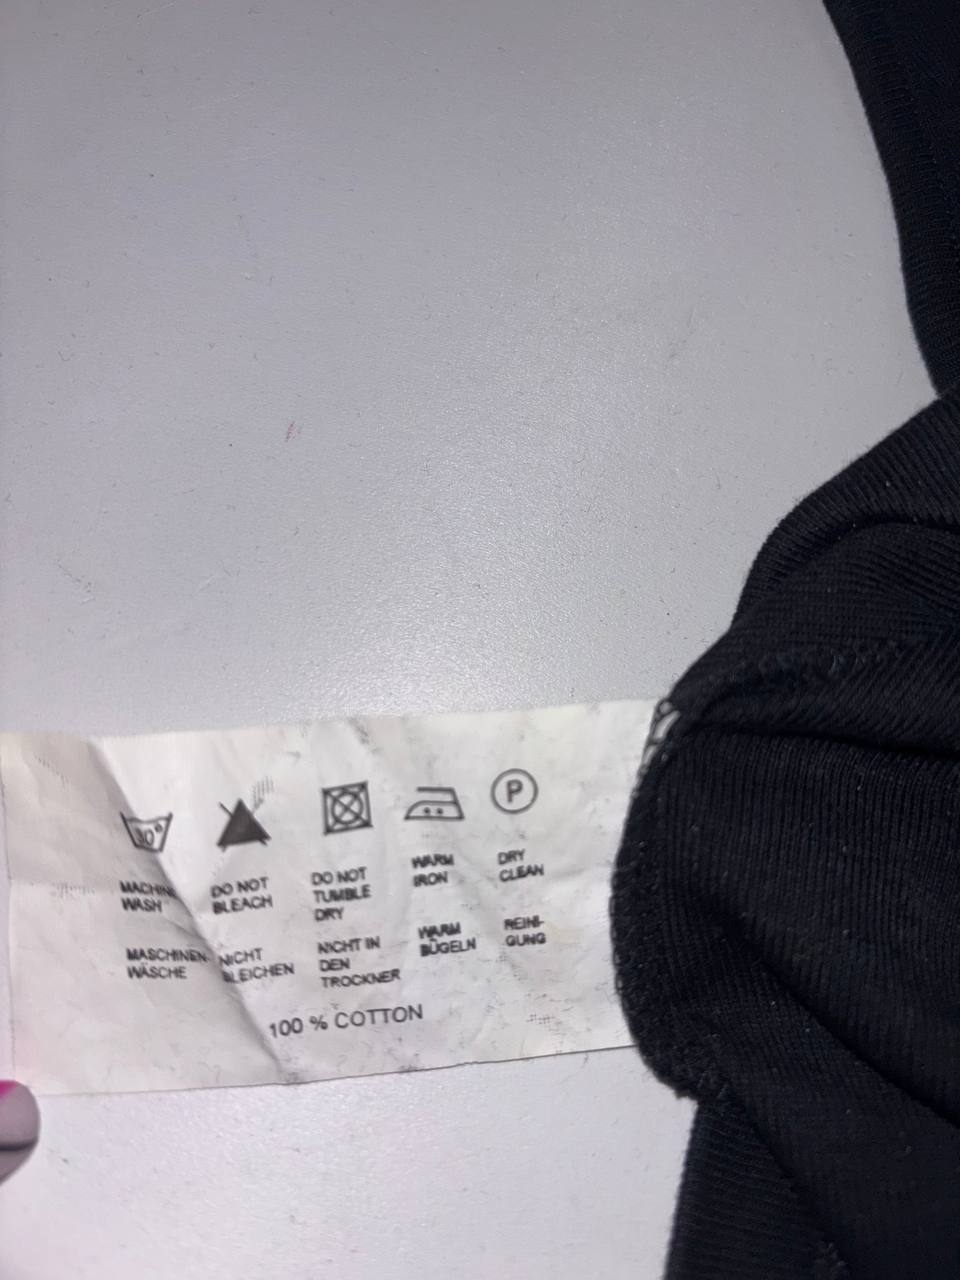 30°
P
MACHINE WASH
DO NOT BLEACH
DO NOT TUMBLE DRY
WARM IRON
DRY CLEAN
MASCHINEN-WÄSCHE
NICHT BLEICHEN
NICHT IN DEN TROCKNER
WARM BÜGELN
REINI-GUNG
100 % COTTON